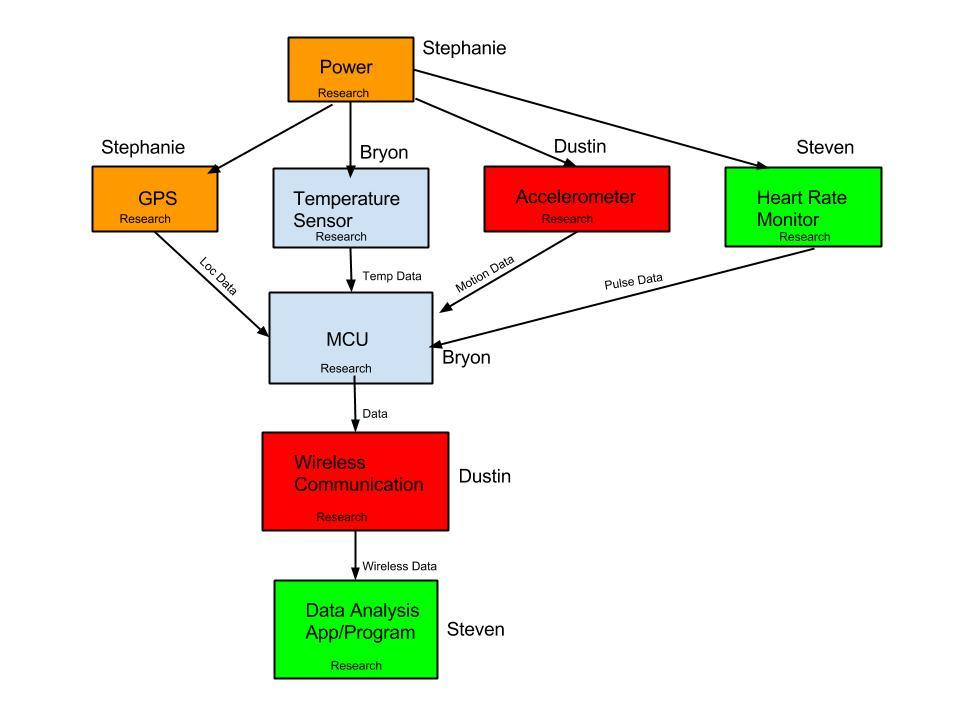 Stephanie
Power
Research
Stephanie
Bryon
Dustin
Steven
GPS
Research
Temperature
Sensor
Research
Accelerometer
Research
Heart Rate
Monitor
Research
Loc Data
Temp Data
Motion Data
Pulse Data
MCU
Research
Bryon
Data
Wireless
Communication
Research
Dustin
Wireless Data
Data Analysis
App/Program
Research
Steven